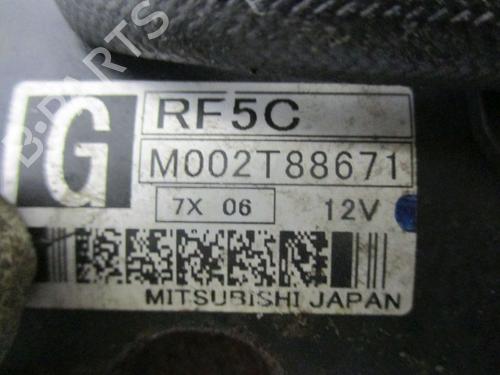 G
RF5C
M002T88671
7X 06 12V
MITSUBISHI JAPAN
B-PARTS